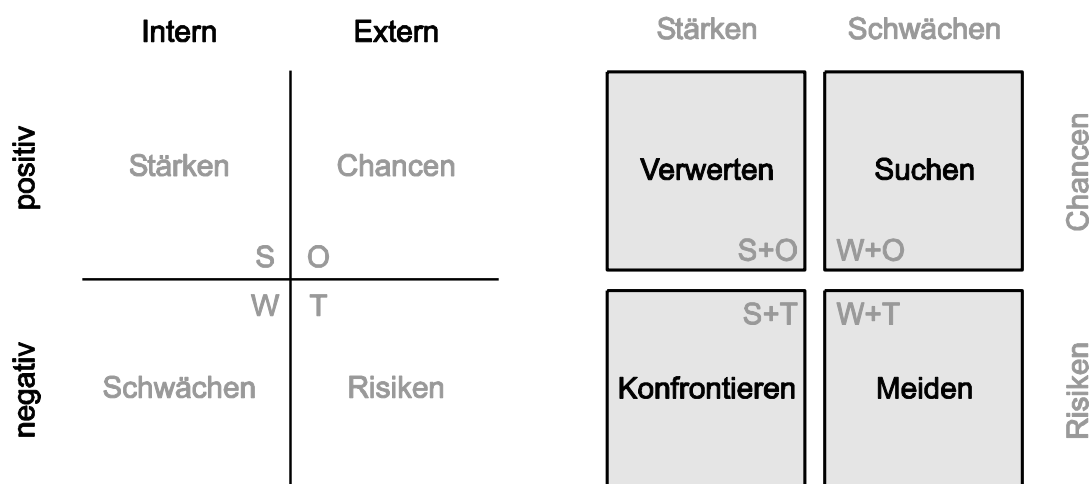 Intern Extern
positiv
Stärken Chancen
S O
W T
negativ
Schwächen Risiken
Stärken Schwächen
Verwerten Suchen
Chancen
S+O W+O
S+T W+T
Konfrontieren Meiden
Risiken